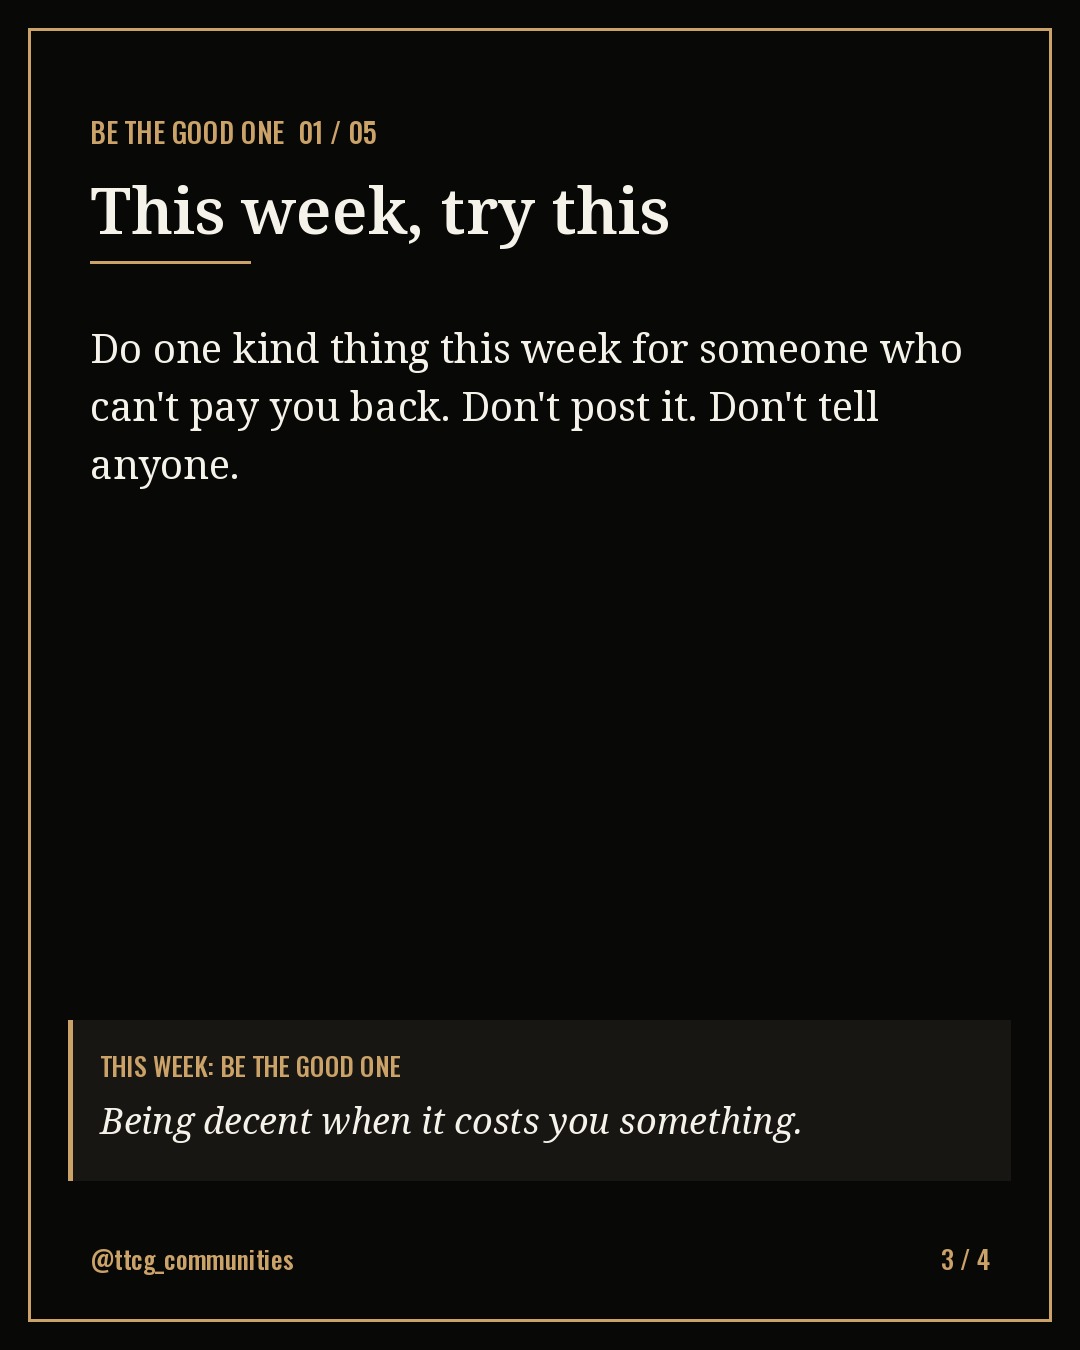 BE THE GOOD ONE 01 / 05
This week, try this
Do one kind thing this week for someone who
can't pay you back. Don't post it. Don't tell
anyone.
THIS WEEK: BE THE GOOD ONE
Being decent when it costs you something.
@ttcg_communities
3 / 4